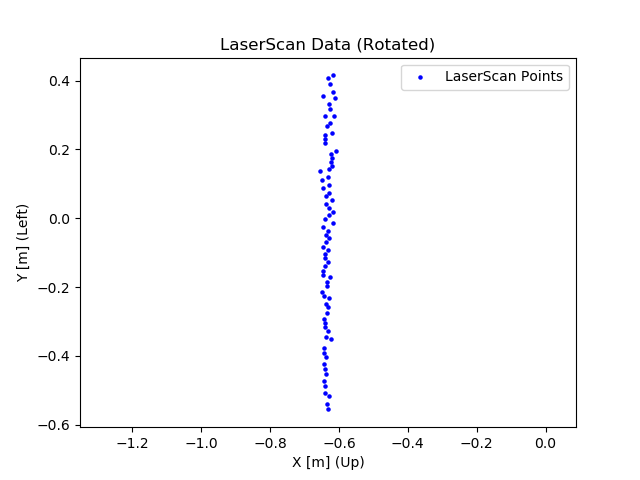 LaserScan Data (Rotated)
LaserScan Points
0.4
0.2
0.0
−0.2
−0.4
−0.6
Y [m] (Left)
−1.2 −1.0 −0.8 −0.6 −0.4 −0.2 0.0
X [m] (Up)